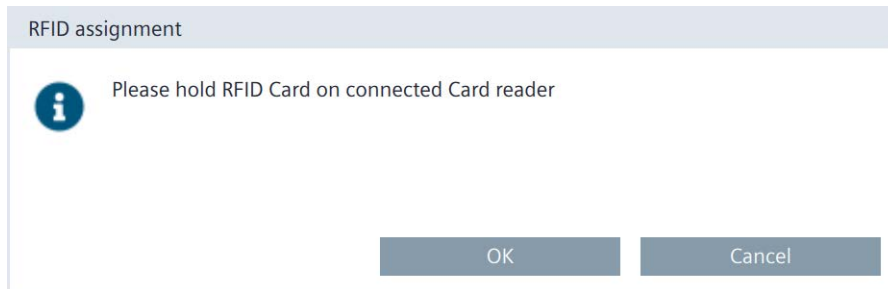 RFID assignment
Please hold RFID Card on connected Card reader
OK
Cancel